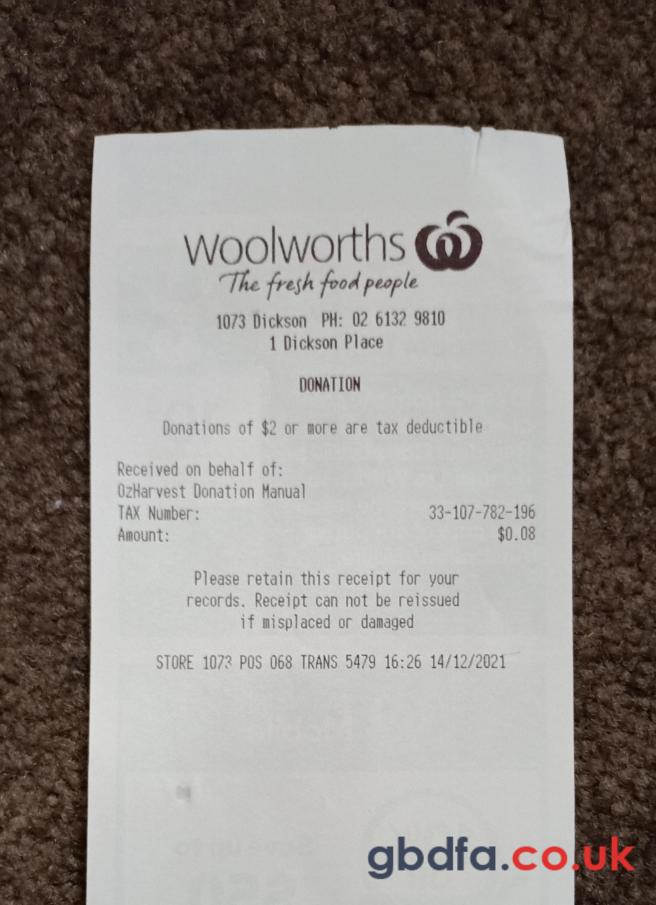 woolworths
The fresh food people
1073 Dickson PH: 02 6132 9810
1 Dickson Place
DONATION
Donations of $2 or more are tax deductible
Received on behalf of:
OzHarvest Donation Manual
TAX Number: 33-107-782-196
Amount: $0.08
Please retain this receipt for your
records. Receipt can not be reissued
if misplaced or damaged
STORE 1073 POS 068 TRANS 5479 16:26 14/12/2021
gbdfa.co.uk